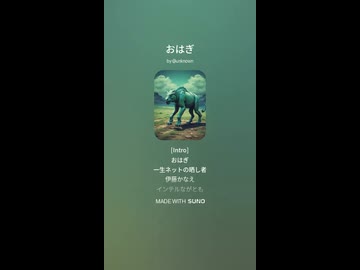 おはぎ
by @unknown
[Intro]
おはぎ
一生ネットの晒し者
伊藤かなえ
インテルながとも
MADE WITH SUNO